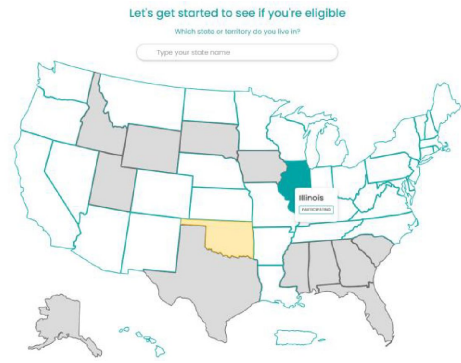 Let's get started to see if you're eligible
Which state or territory do you live in?
Type your state name
Illinois
PARTICIPATING